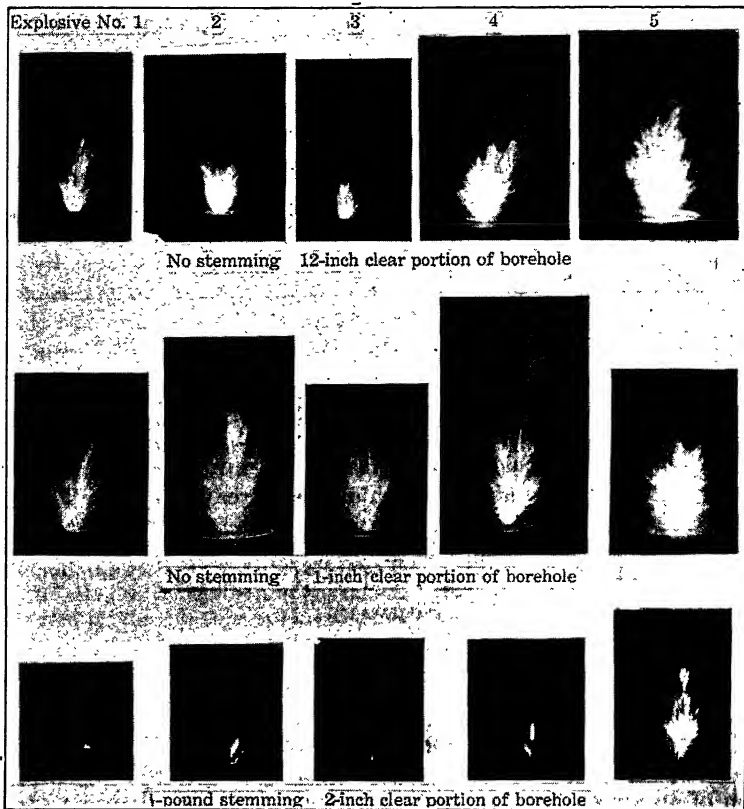 Explosive No. 1 2 3 4 5
No stemming 12-inch clear portion of borehole
No stemming 1-inch clear portion of borehole
1-pound stemming 2-inch clear portion of borehole